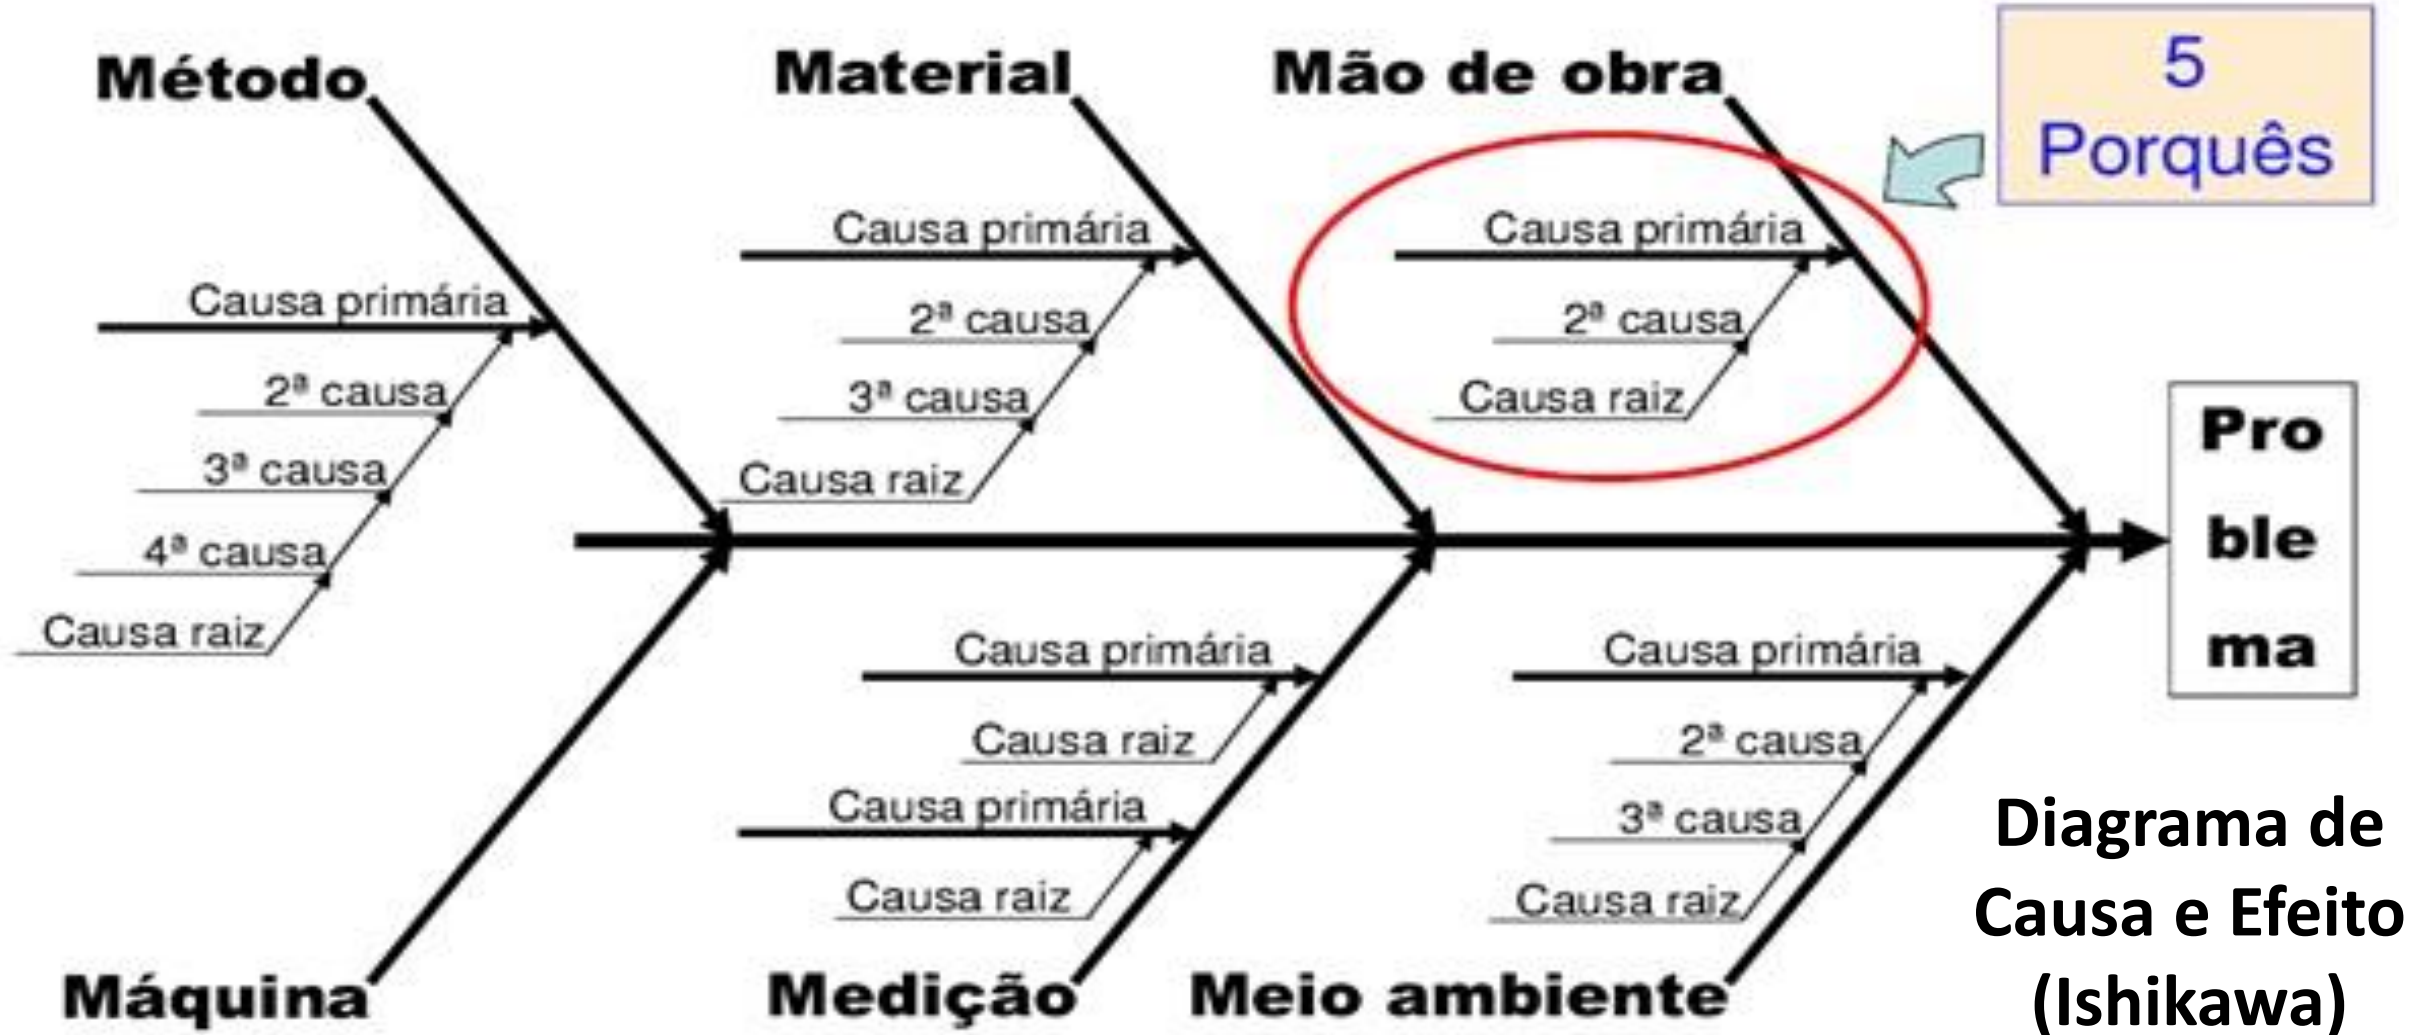 Método
Material
Mão de obra
5
Porquês
Causa primária
2ª causa
3ª causa
4ª causa
Causa raiz
Causa primária
2ª causa
3ª causa
Causa raiz
Causa primária
2ª causa
Causa raiz
Pro
ble
ma
Causa primária
Causa raiz
Causa primária
Causa raiz
Causa primária
2ª causa
3ª causa
Causa raiz
Máquina
Medição
Meio ambiente
Diagrama de
Causa e Efeito
(Ishikawa)